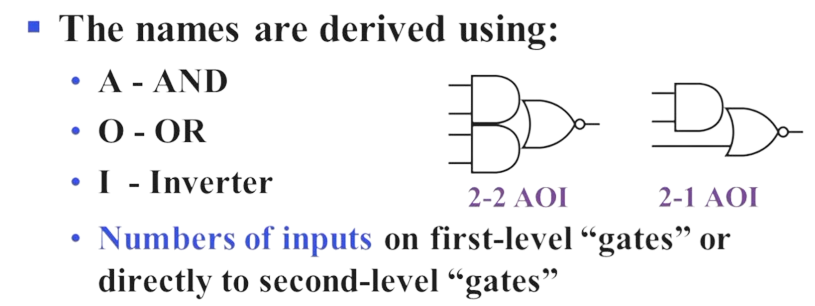 ▪ The names are derived using:
• A - AND
• O - OR
• I - Inverter
2-2 AOI 2-1 AOI
• Numbers of inputs on first-level “gates” or
directly to second-level “gates”